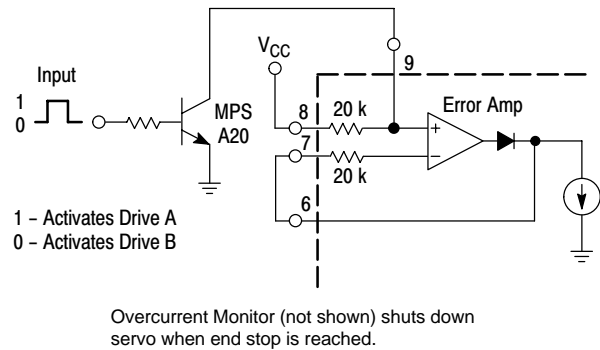 Input
1
0
MPS
A20
VCC
9
8
20 k
7
20 k
6
Error Amp
+
−
1 – Activates Drive A
0 – Activates Drive B
Overcurrent Monitor (not shown) shuts down
servo when end stop is reached.